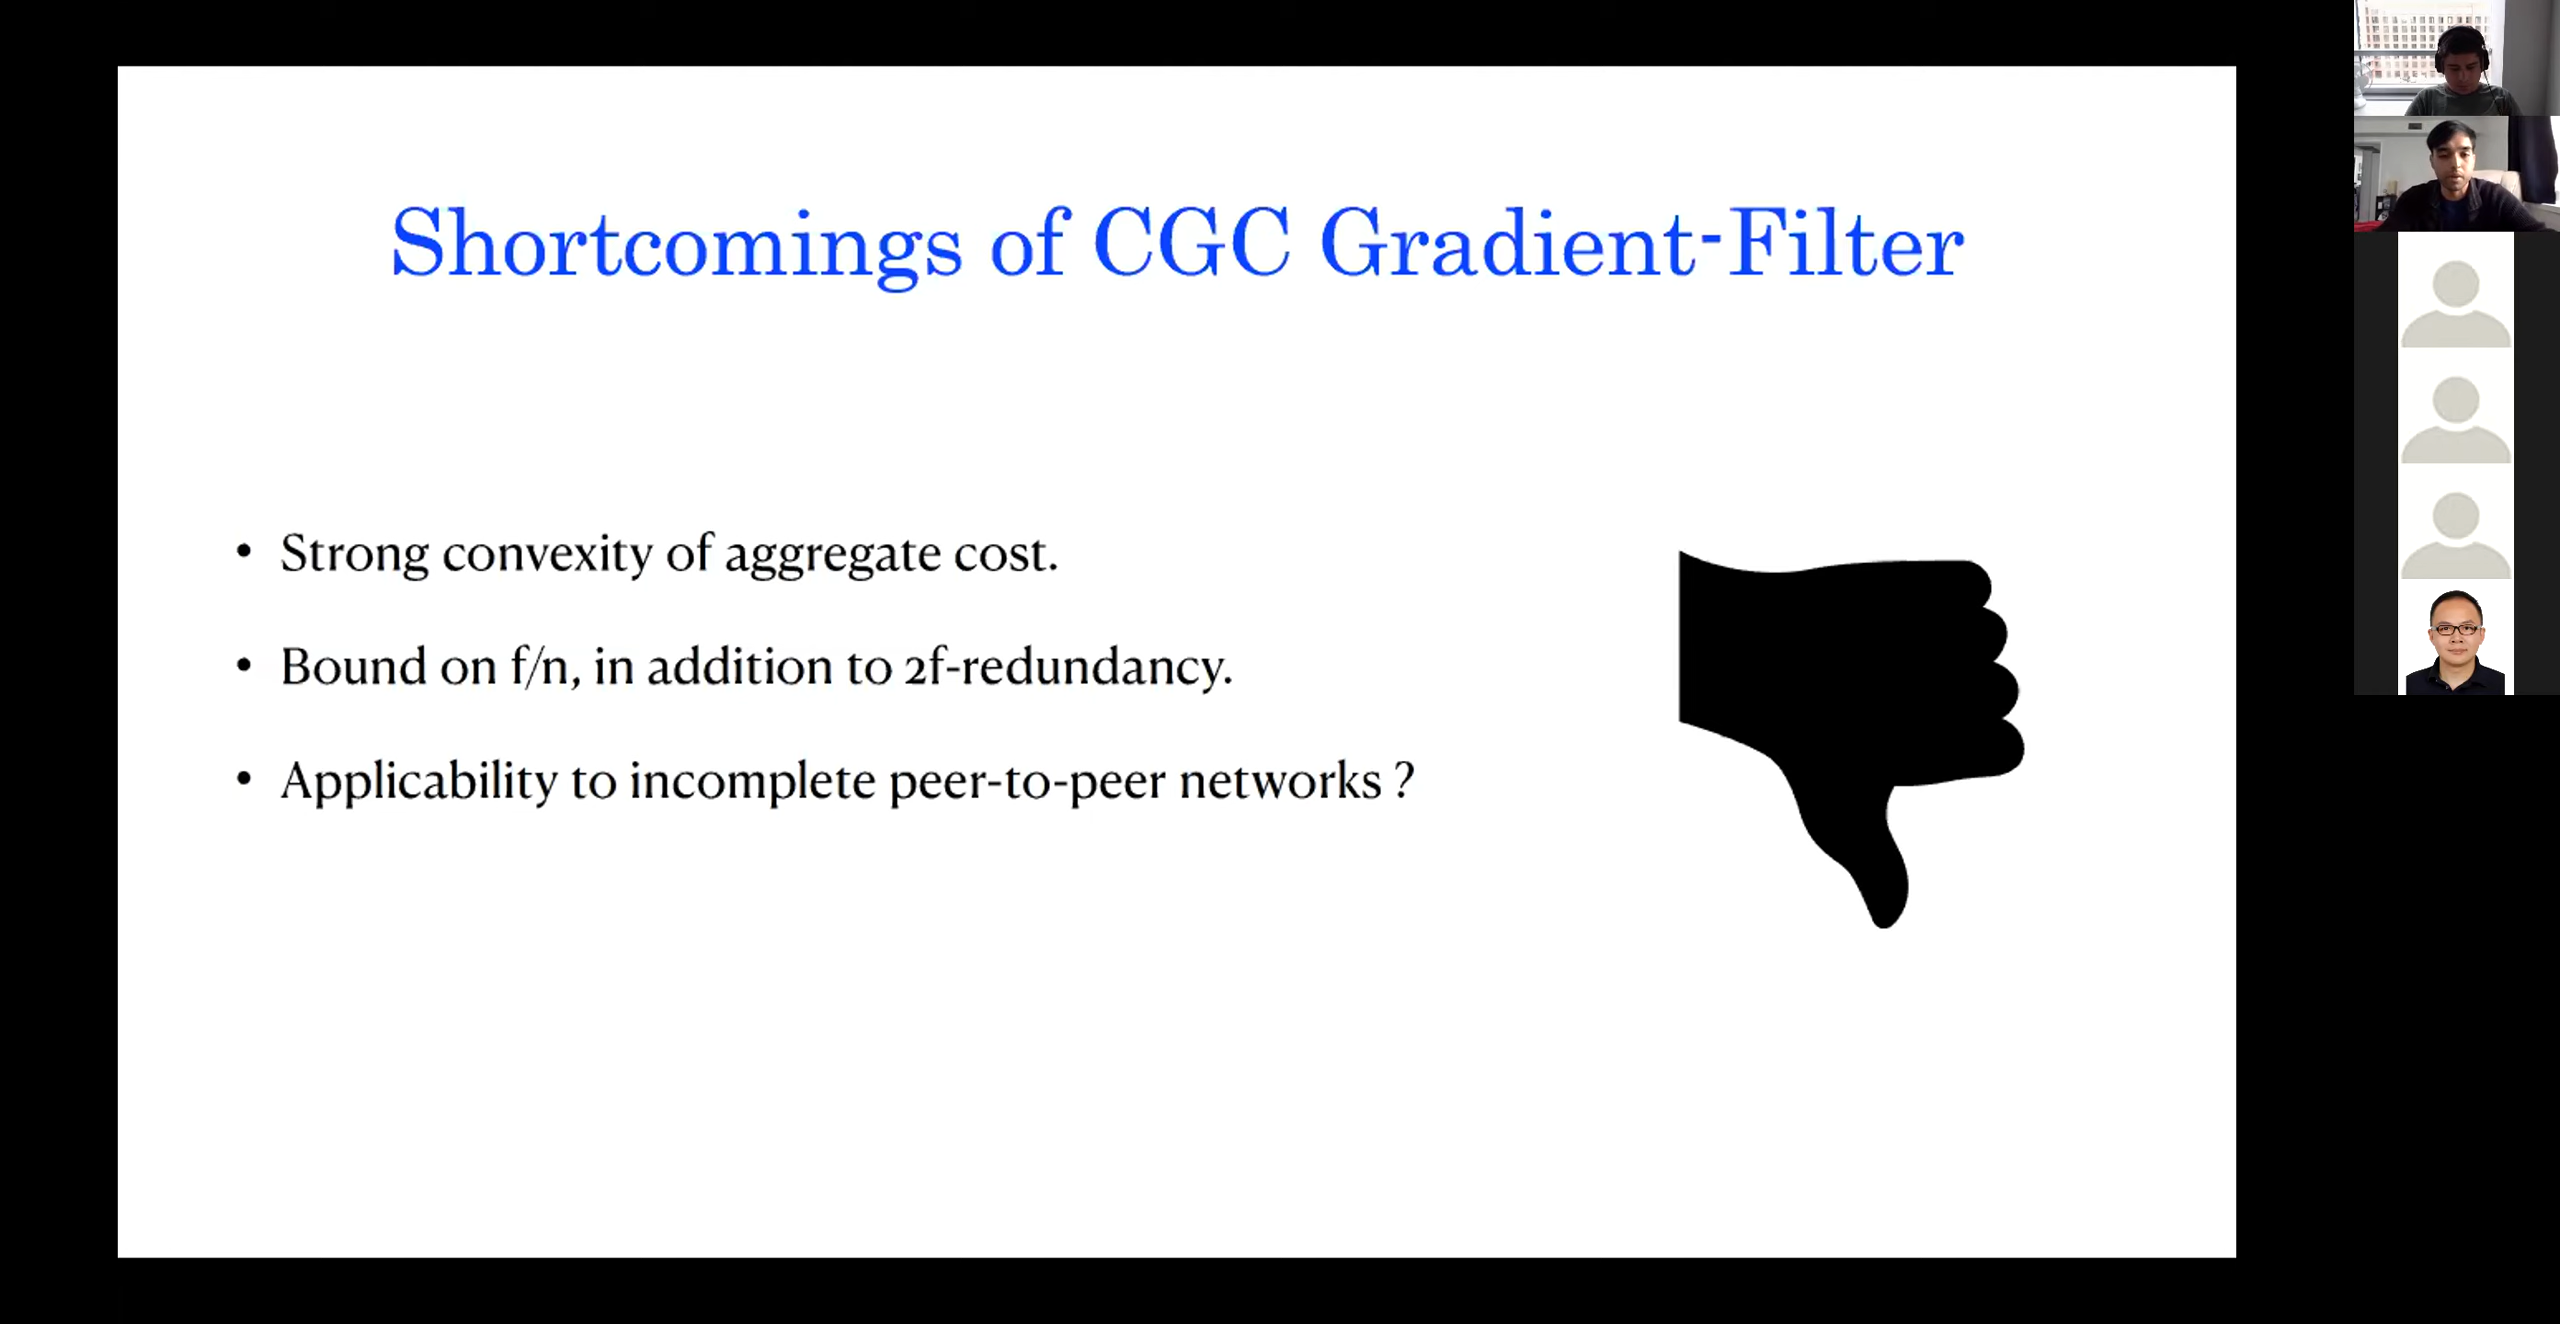 Shortcomings of CGC Gradient-Filter
• Strong convexity of aggregate cost.
• Bound on f/n, in addition to 2f-redundancy.
• Applicability to incomplete peer-to-peer networks ?